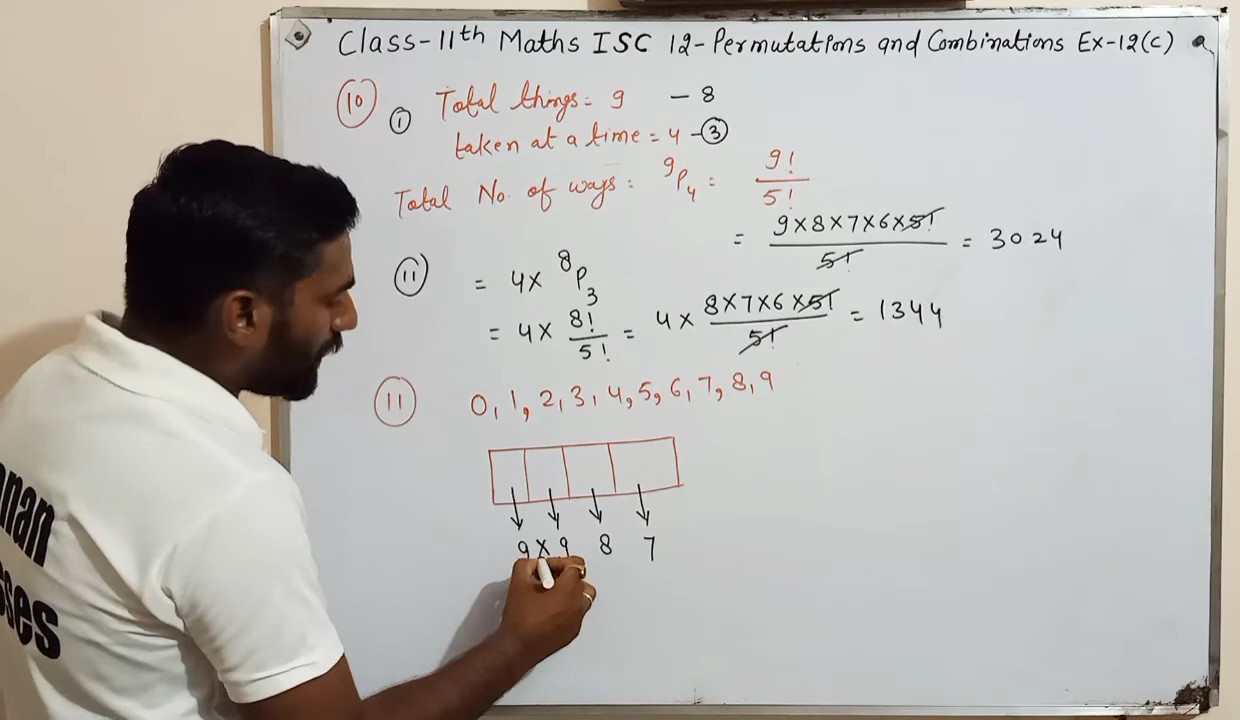 Class-11th Maths ISC 12-Permutations and Combinations Ex-12(c)
10 i Total things = 9 - 8
taken at a time = 4 - 3
Total No. of ways = ⁹P₄ = 9! / 5!
= 9×8×7×6×5! / 5! = 3024
ii = 4× ⁸P₃
= 4× 8! / 5! = 4× 8×7×6×5! / 5! = 1344
11 0, 1, 2, 3, 4, 5, 6, 7, 8, 9
9×9 8 7